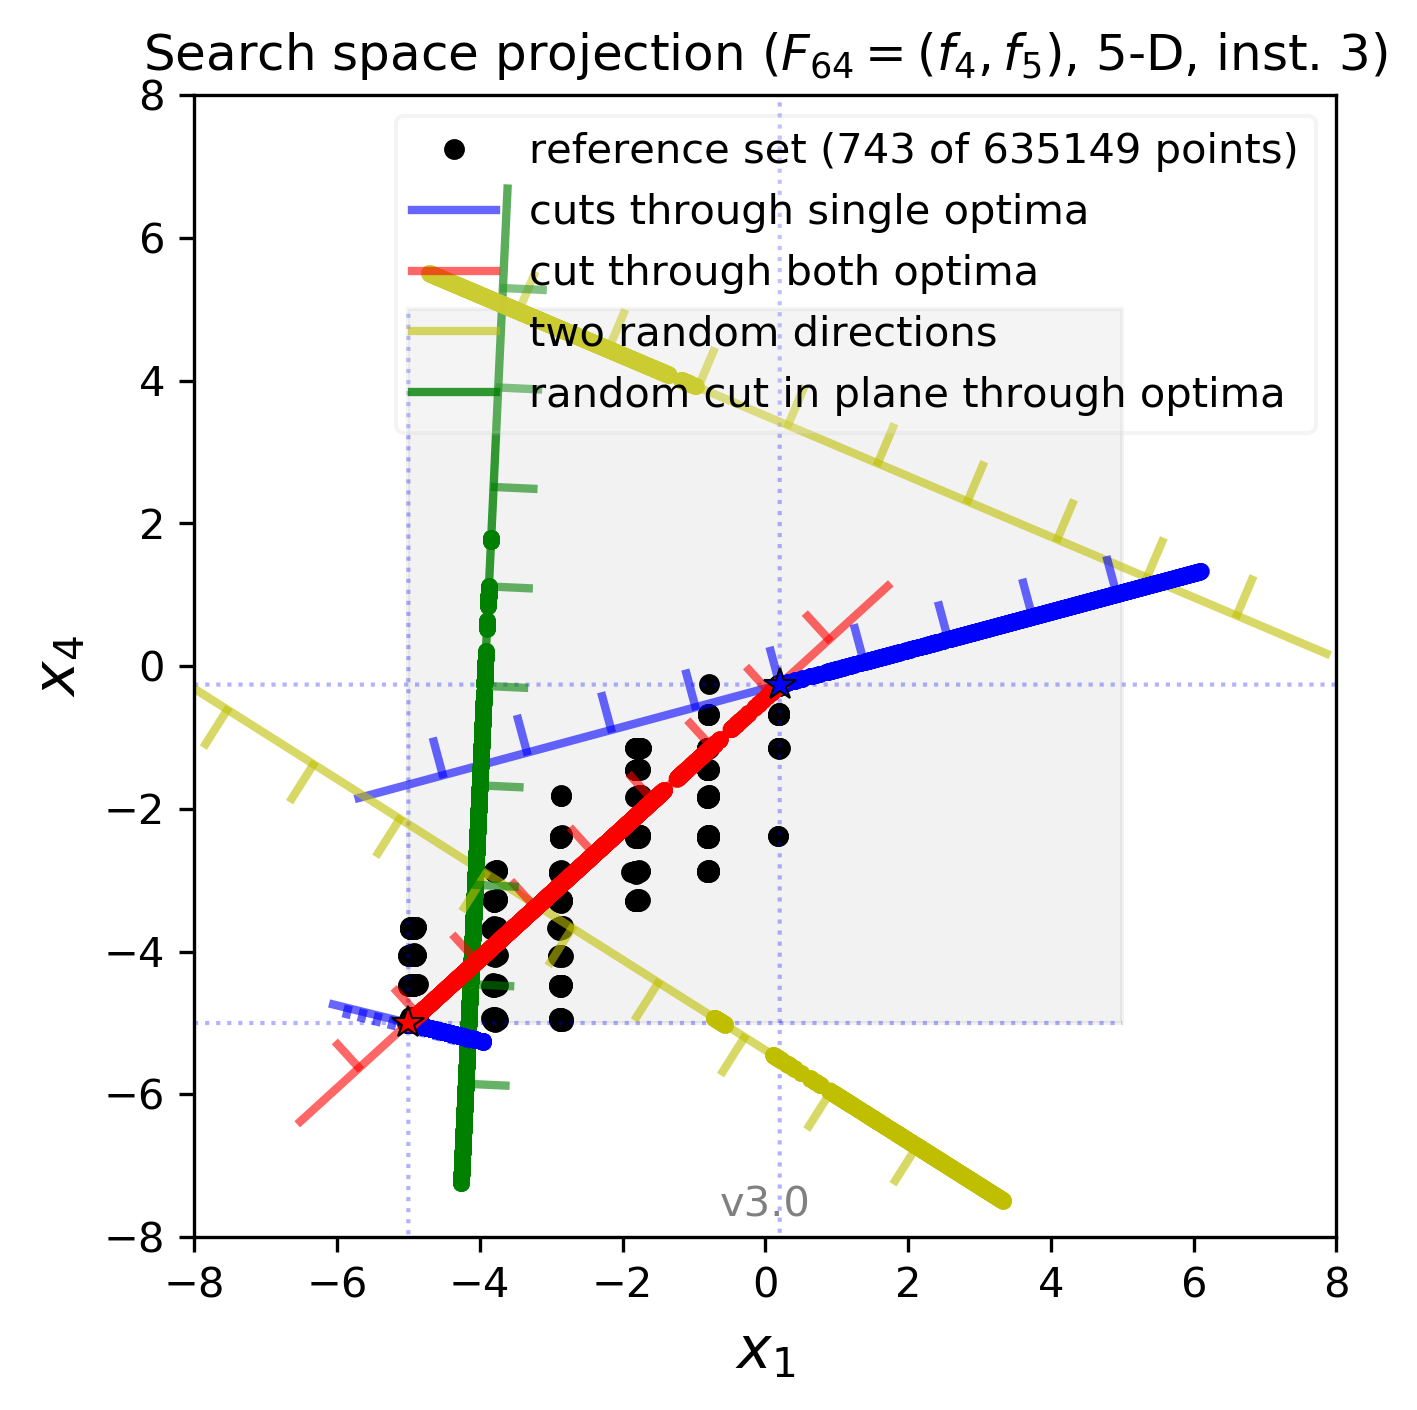 Search space projection (F₆₄ = (f₄, f₅), 5-D, inst. 3)
8
6
4
2
0
−2
−4
−6
−8
x₄
reference set (743 of 635149 points)
cuts through single optima
cut through both optima
two random directions
random cut in plane through optima
v3.0
−8 −6 −4 −2 0 2 4 6 8
x₁